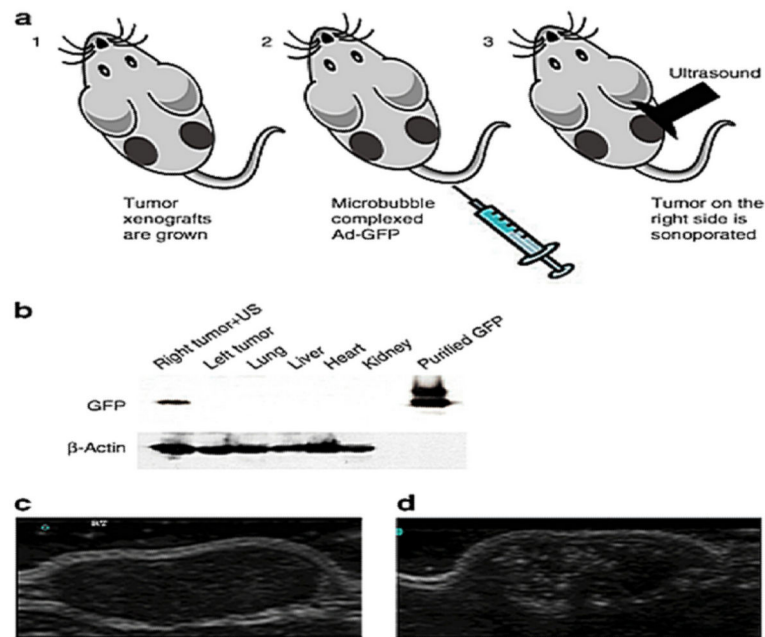 a
1
2
3
Ultrasound
Tumor
xenografts
are grown
Microbubble
complexed
Ad-GFP
Tumor on the
right side is
sonoporated
b
Right tumor+US
Left tumor
Lung
Liver
Heart
Kidney
Purified GFP
GFP
β-Actin
c
d